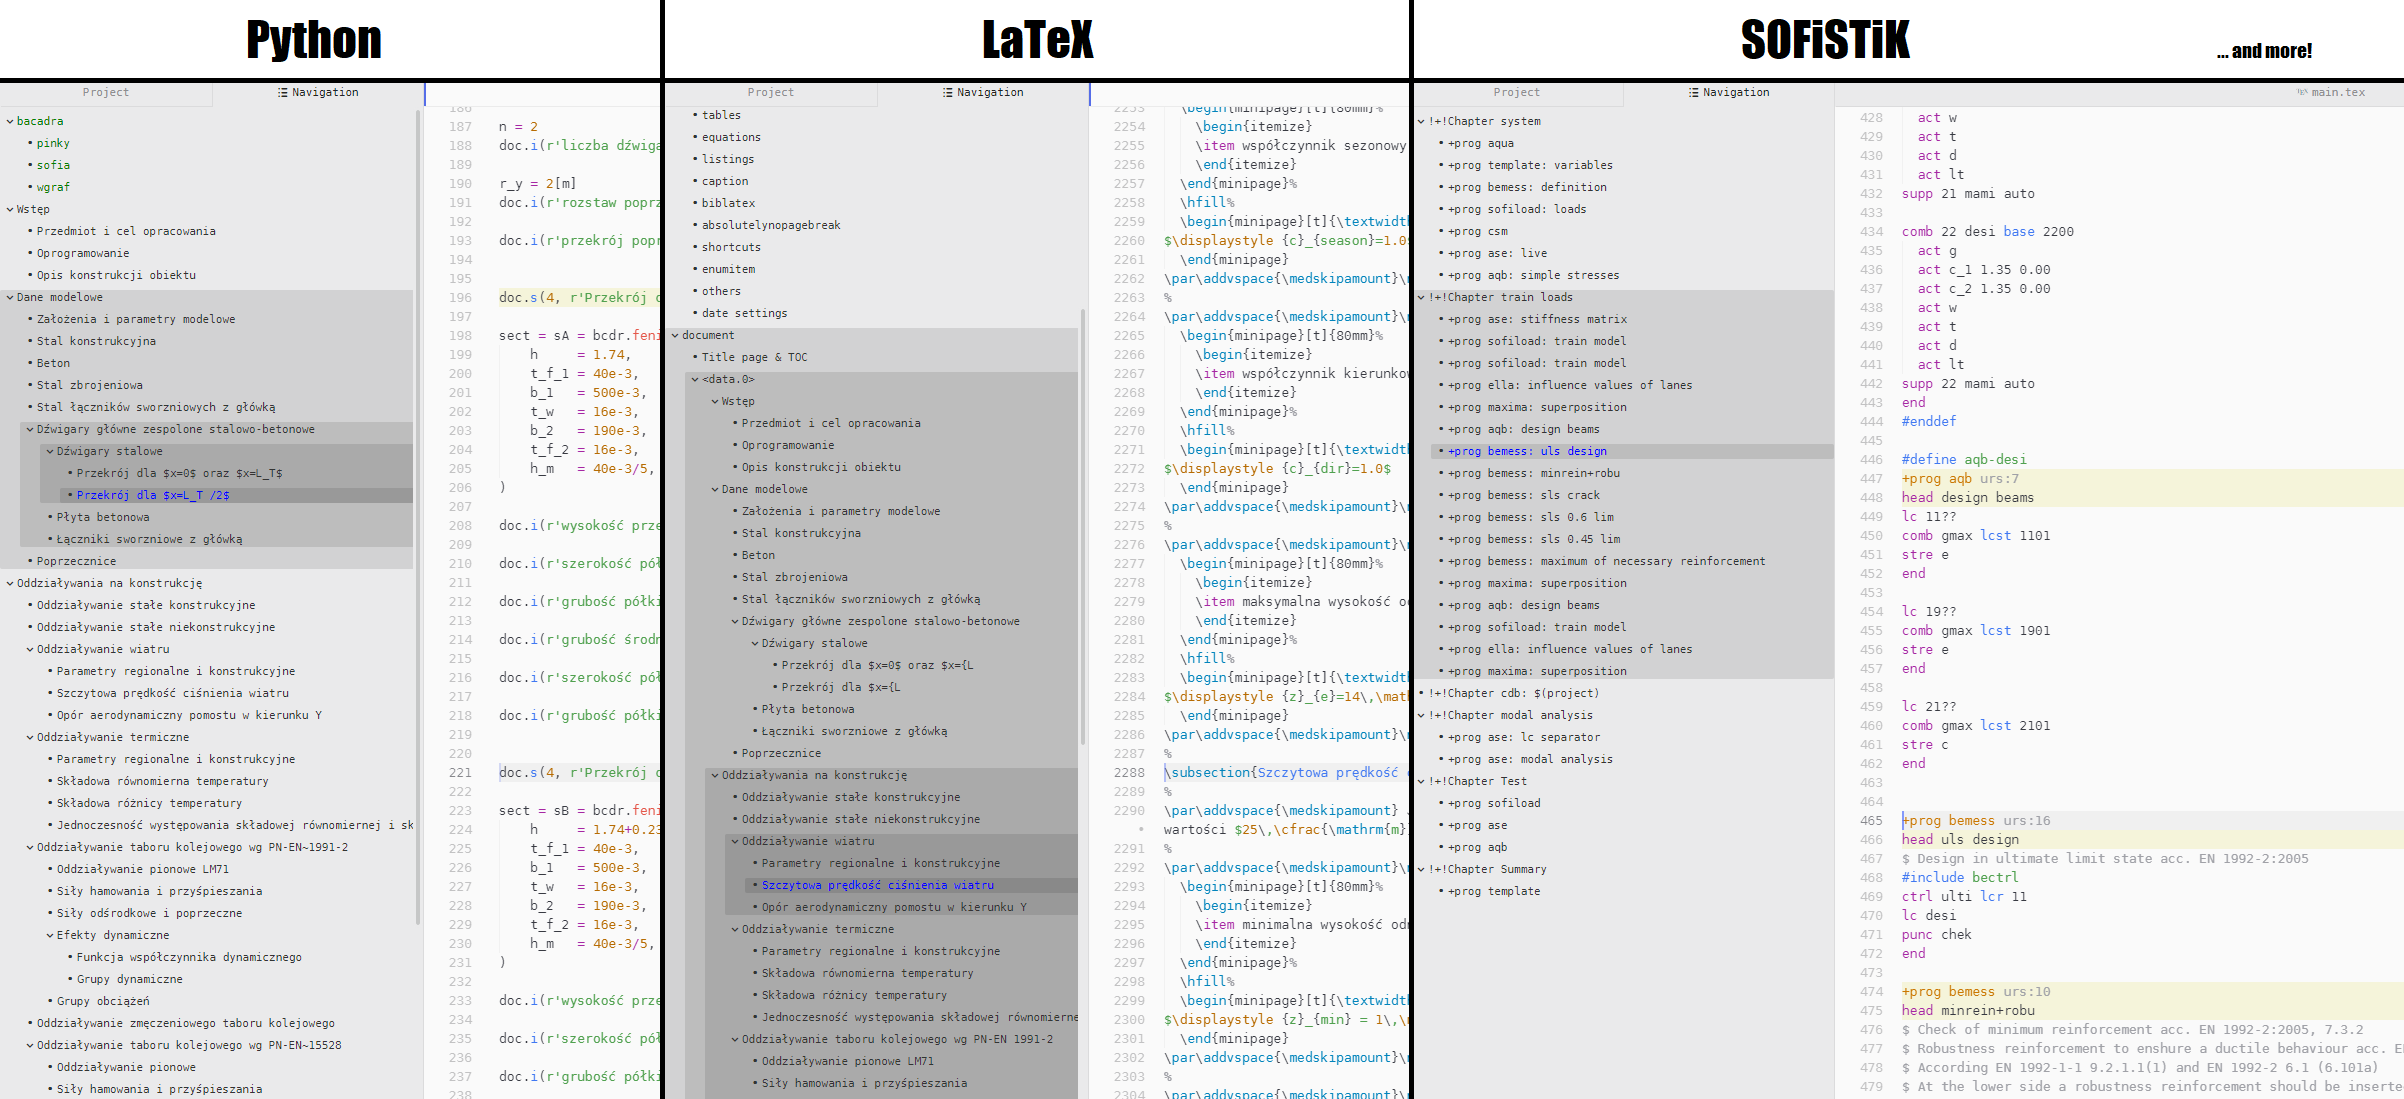 Python
Project
Navigation
bacadra
pinky
sofia
wgraf
Wstęp
Przedmiot i cel opracowania
Oprogramowanie
Opis konstrukcji obiektu
Dane modelowe
Założenia i parametry modelowe
Stal konstrukcyjna
Beton
Stal zbrojeniowa
Stal łączników sworzniowych z główką
Dźwigary główne zespolone stalowo-betonowe
Dźwigary stalowe
Przekrój dla $x=0$ oraz $x=L_T$
Przekrój dla $x=L_T /2$
Płyta betonowa
Łączniki sworzniowe z główką
Poprzecznice
Oddziaływania na konstrukcję
Oddziaływanie stałe konstrukcyjne
Oddziaływanie stałe niekonstrukcyjne
Oddziaływanie wiatru
Parametry regionalne i konstrukcyjne
Szczytowa prędkość ciśnienia wiatru
Opór aerodynamiczny pomostu w kierunku Y
Oddziaływanie termiczne
Parametry regionalne i konstrukcyjne
Składowa równomierna temperatury
Składowa różnicy temperatury
Jednoczesność występowania składowej równomiernej i sk
Oddziaływanie taboru kolejowego wg PN-EN~1991-2
Oddziaływanie pionowe LM71
Siły hamowania i przyśpieszania
Siły odśrodkowe i poprzeczne
Efekty dynamiczne
Funkcja współczynnika dynamicznego
Grupy dynamiczne
Grupy obciążeń
Oddziaływanie zmęczeniowego taboru kolejowego
Oddziaływanie taboru kolejowego wg PN-EN~15528
Oddziaływanie pionowe
Siły hamowania i przyśpieszania
186
187 n = 2
188 doc.i(r'liczba dźwiga
189
190 r_y = 2[m]
191 doc.i(r'rozstaw poprz
192
193 doc.i(r'przekrój popr
194
195
196 doc.s(4, r'Przekrój d
197
198 sect = sA = bcdr.feni
199 h = 1.74,
200 t_f_1 = 40e-3,
201 b_1 = 500e-3,
202 t_w = 16e-3,
203 b_2 = 190e-3,
204 t_f_2 = 16e-3,
205 h_m = 40e-3/5,
206 )
207
208 doc.i(r'wysokość prze
209
210 doc.i(r'szerokość pół
211
212 doc.i(r'grubość półki
213
214 doc.i(r'grubość środn
215
216 doc.i(r'szerokość pół
217
218 doc.i(r'grubość półki
219
220
221 doc.s(4, r'Przekrój d
222
223 sect = sB = bcdr.feni
224 h = 1.74+0.23
225 t_f_1 = 40e-3,
226 b_1 = 500e-3,
227 t_w = 16e-3,
228 b_2 = 190e-3,
229 t_f_2 = 16e-3,
230 h_m = 40e-3/5,
231 )
232
233 doc.i(r'wysokość prze
234
235 doc.i(r'szerokość pół
236
237 doc.i(r'grubość półki
238
LaTeX
Project
Navigation
tables
equations
listings
caption
biblatex
absolutelynopagebreak
shortcuts
enumitem
others
date settings
document
Title page & TOC
<data.0>
Wstęp
Przedmiot i cel opracowania
Oprogramowanie
Opis konstrukcji obiektu
Dane modelowe
Założenia i parametry modelowe
Stal konstrukcyjna
Beton
Stal zbrojeniowa
Stal łączników sworzniowych z główką
Dźwigary główne zespolone stalowo-betonowe
Dźwigary stalowe
Przekrój dla $x=0$ oraz $x={L
Przekrój dla $x={L
Płyta betonowa
Łączniki sworzniowe z główką
Poprzecznice
Oddziaływania na konstrukcję
Oddziaływanie stałe konstrukcyjne
Oddziaływanie stałe niekonstrukcyjne
Oddziaływanie wiatru
Parametry regionalne i konstrukcyjne
Szczytowa prędkość ciśnienia wiatru
Opór aerodynamiczny pomostu w kierunku Y
Oddziaływanie termiczne
Parametry regionalne i konstrukcyjne
Składowa równomierna temperatury
Składowa różnicy temperatury
Jednoczesność występowania składowej równomierne
Oddziaływanie taboru kolejowego wg PN-EN 1991-2
Oddziaływanie pionowe LM71
Siły hamowania i przyśpieszania
2253 \begin{minipage}[t]{80mm}%
2254 \begin{itemize}
2255 \item współczynnik sezonowy
2256 \end{itemize}
2257 \end{minipage}%
2258 \hfill%
2259 \begin{minipage}[t]{\textwidth
2260 $\displaystyle {c}_{season}=1.0$
2261 \end{minipage}
2262 \par\addvspace{\medskipamount}\n
2263 %
2264 \par\addvspace{\medskipamount}\n
2265 \begin{minipage}[t]{80mm}%
2266 \begin{itemize}
2267 \item współczynnik kierunkow
2268 \end{itemize}
2269 \end{minipage}%
2270 \hfill%
2271 \begin{minipage}[t]{\textwidth
2272 $\displaystyle {c}_{dir}=1.0$
2273 \end{minipage}
2274 \par\addvspace{\medskipamount}\n
2275 %
2276 \par\addvspace{\medskipamount}\n
2277 \begin{minipage}[t]{80mm}%
2278 \begin{itemize}
2279 \item maksymalna wysokość od
2280 \end{itemize}
2281 \end{minipage}%
2282 \hfill%
2283 \begin{minipage}[t]{\textwidth
2284 $\displaystyle {z}_{e}=14\,\math
2285 \end{minipage}
2286 \par\addvspace{\medskipamount}\n
2287 %
2288 \subsection{Szczytowa prędkość
2289 %
2290 \par\addvspace{\medskipamount}
wartości $25\,\cfrac{\mathrm{m}
2291 %
2292 \par\addvspace{\medskipamount}\n
2293 \begin{minipage}[t]{80mm}%
2294 \begin{itemize}
2295 \item minimalna wysokość odn
2296 \end{itemize}
2297 \end{minipage}%
2298 \hfill%
2299 \begin{minipage}[t]{\textwidth
2300 $\displaystyle {z}_{min} = 1\,\
2301 \end{minipage}
2302 \par\addvspace{\medskipamount}\n
2303 %
2304 \par\addvspace{\medskipamount}\n
SOFiSTiK
... and more!
Project
Navigation
main.tex
!+!Chapter system
+prog aqua
+prog template: variables
+prog bemess: definition
+prog sofiload: loads
+prog csm
+prog ase: live
+prog aqb: simple stresses
!+!Chapter train loads
+prog ase: stiffness matrix
+prog sofiload: train model
+prog sofiload: train model
+prog ella: influence values of lanes
+prog maxima: superposition
+prog aqb: design beams
+prog bemess: uls design
+prog bemess: minrein+robu
+prog bemess: sls crack
+prog bemess: sls 0.6 lim
+prog bemess: sls 0.45 lim
+prog bemess: maximum of necessary reinforcement
+prog maxima: superposition
+prog aqb: design beams
+prog sofiload: train model
+prog ella: influence values of lanes
+prog maxima: superposition
!+!Chapter cdb: $(project)
!+!Chapter modal analysis
+prog ase: lc separator
+prog ase: modal analysis
!+!Chapter Test
+prog sofiload
+prog ase
+prog aqb
!+!Chapter Summary
+prog template
428 act w
429 act t
430 act d
431 act lt
432 supp 21 mami auto
433
434 comb 22 desi base 2200
435 act g
436 act c_1 1.35 0.00
437 act c_2 1.35 0.00
438 act w
439 act t
440 act d
441 act lt
442 supp 22 mami auto
443 end
444 #enddef
445
446 #define aqb-desi
447 +prog aqb urs:7
448 head design beams
449 lc 11??
450 comb gmax lcst 1101
451 stre e
452 end
453
454 lc 19??
455 comb gmax lcst 1901
456 stre e
457 end
458
459 lc 21??
460 comb gmax lcst 2101
461 stre c
462 end
463
464
465 +prog bemess urs:16
466 head uls design
467 $ Design in ultimate limit state acc. EN 1992-2:2005
468 #include bectrl
469 ctrl ulti lcr 11
470 lc desi
471 punc chek
472 end
473
474 +prog bemess urs:10
475 head minrein+robu
476 $ Check of minimum reinforcement acc. EN 1992-2:2005, 7.3.2
477 $ Robustness reinforcement to enshure a ductile behaviour acc. E
478 $ According EN 1992-1-1 9.2.1.1(1) and EN 1992-2 6.1 (6.101a)
479 $ At the lower side a robustness reinforcement should be inserte